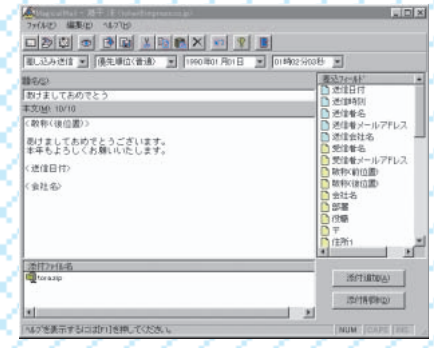 ファイル(F) 編集(E) ヘルプ(H)
差し込み送信 優先順位(普通) 1990年01月01日 01時02分03秒
題名(S)
あけましておめでとう
本文(M) 10/10
<敬称(後位置)>
あけましておめでとうございます。
本年もよろしくお願いいたします。
<送信日付>
<会社名>
差込フィールド
送信日付
送信時刻
送信者名
送信者メールアドレス
送信会社名
受信者名
受信者メールアドレス
敬称(前位置)
敬称(後位置)
会社名
部署
役職
〒
住所1
添付ファイル名
tora.zip
添付追加(A)
添付削除(D)
ヘルプを表示するには[F1]を押してください。
NUM CAPS INS